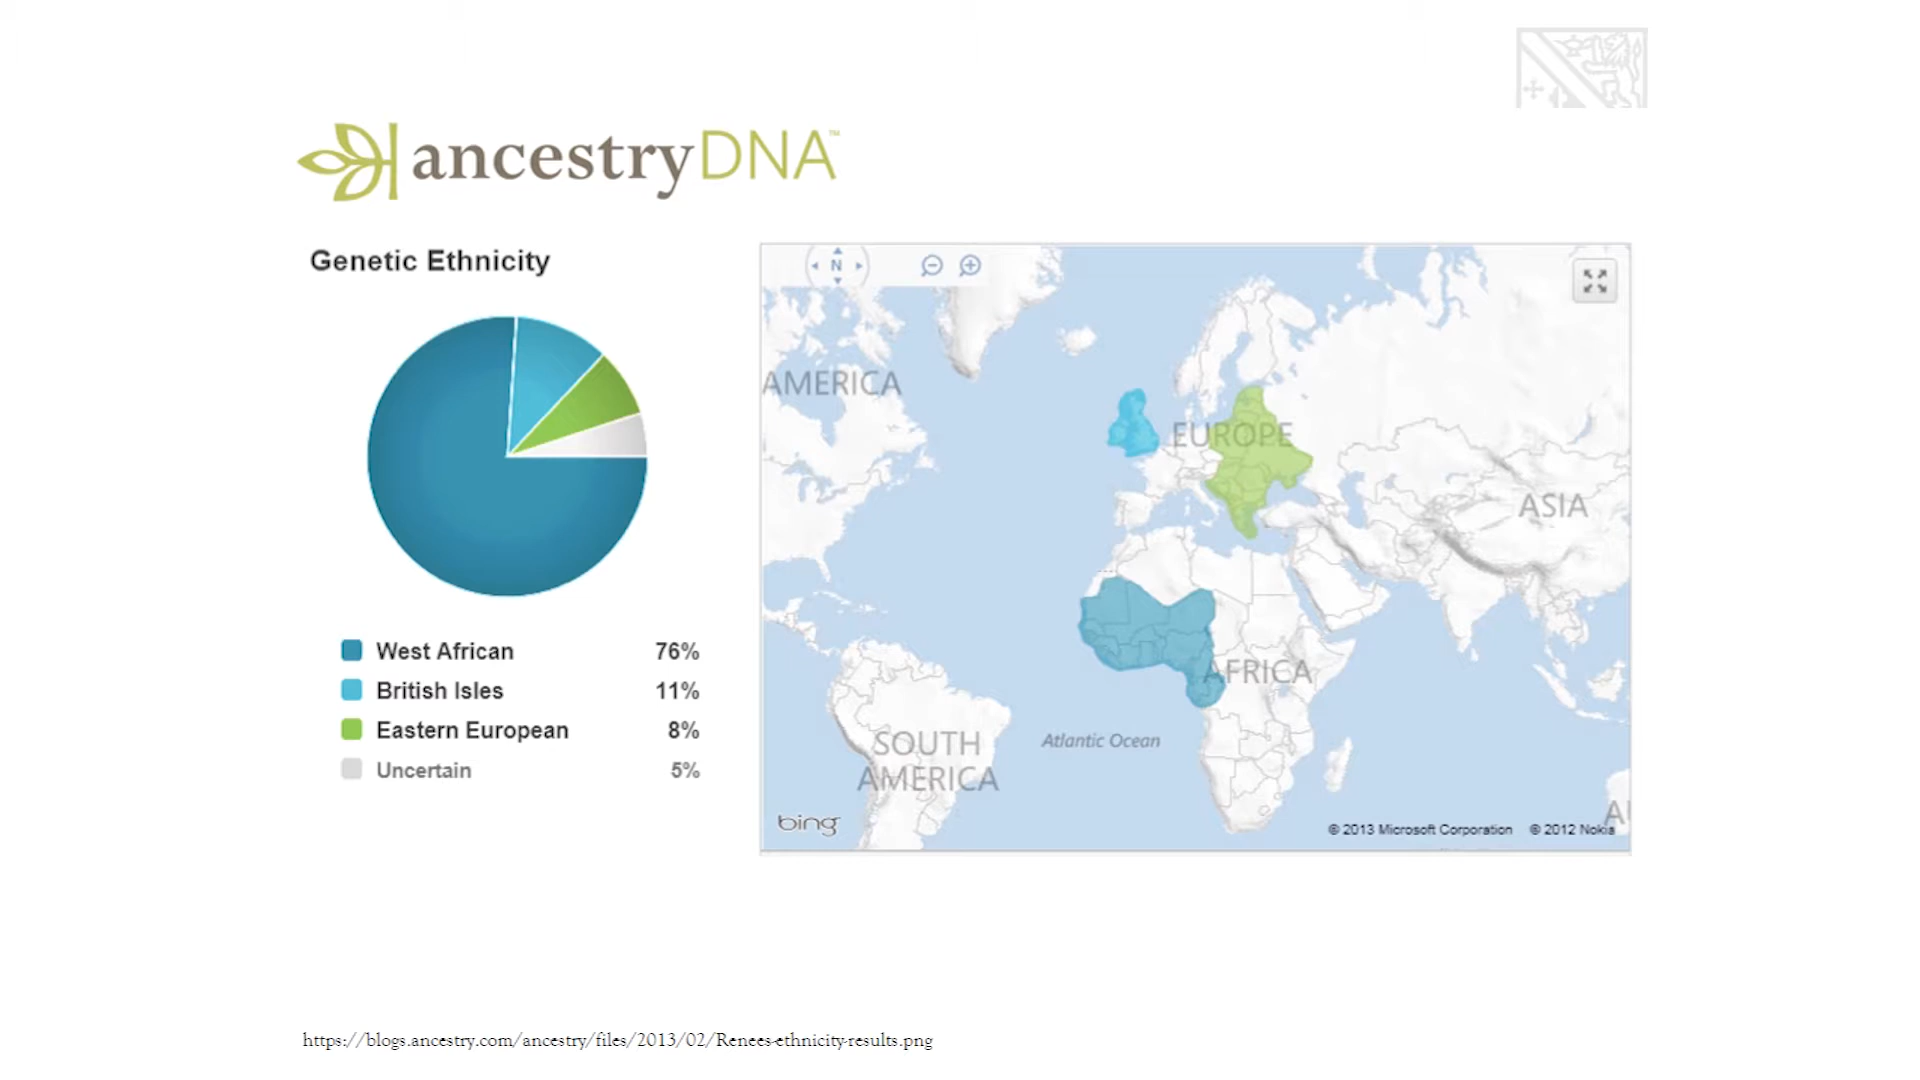 ancestryDNA™
Genetic Ethnicity
West African 76%
British Isles 11%
Eastern European 8%
Uncertain 5%
N
AMERICA
EUROPE
ASIA
AFRICA
Atlantic Ocean
SOUTH
AMERICA
bing
© 2013 Microsoft Corporation © 2012 Nokia
https://blogs.ancestry.com/ancestry/files/2013/02/Renees-ethnicity-results.png